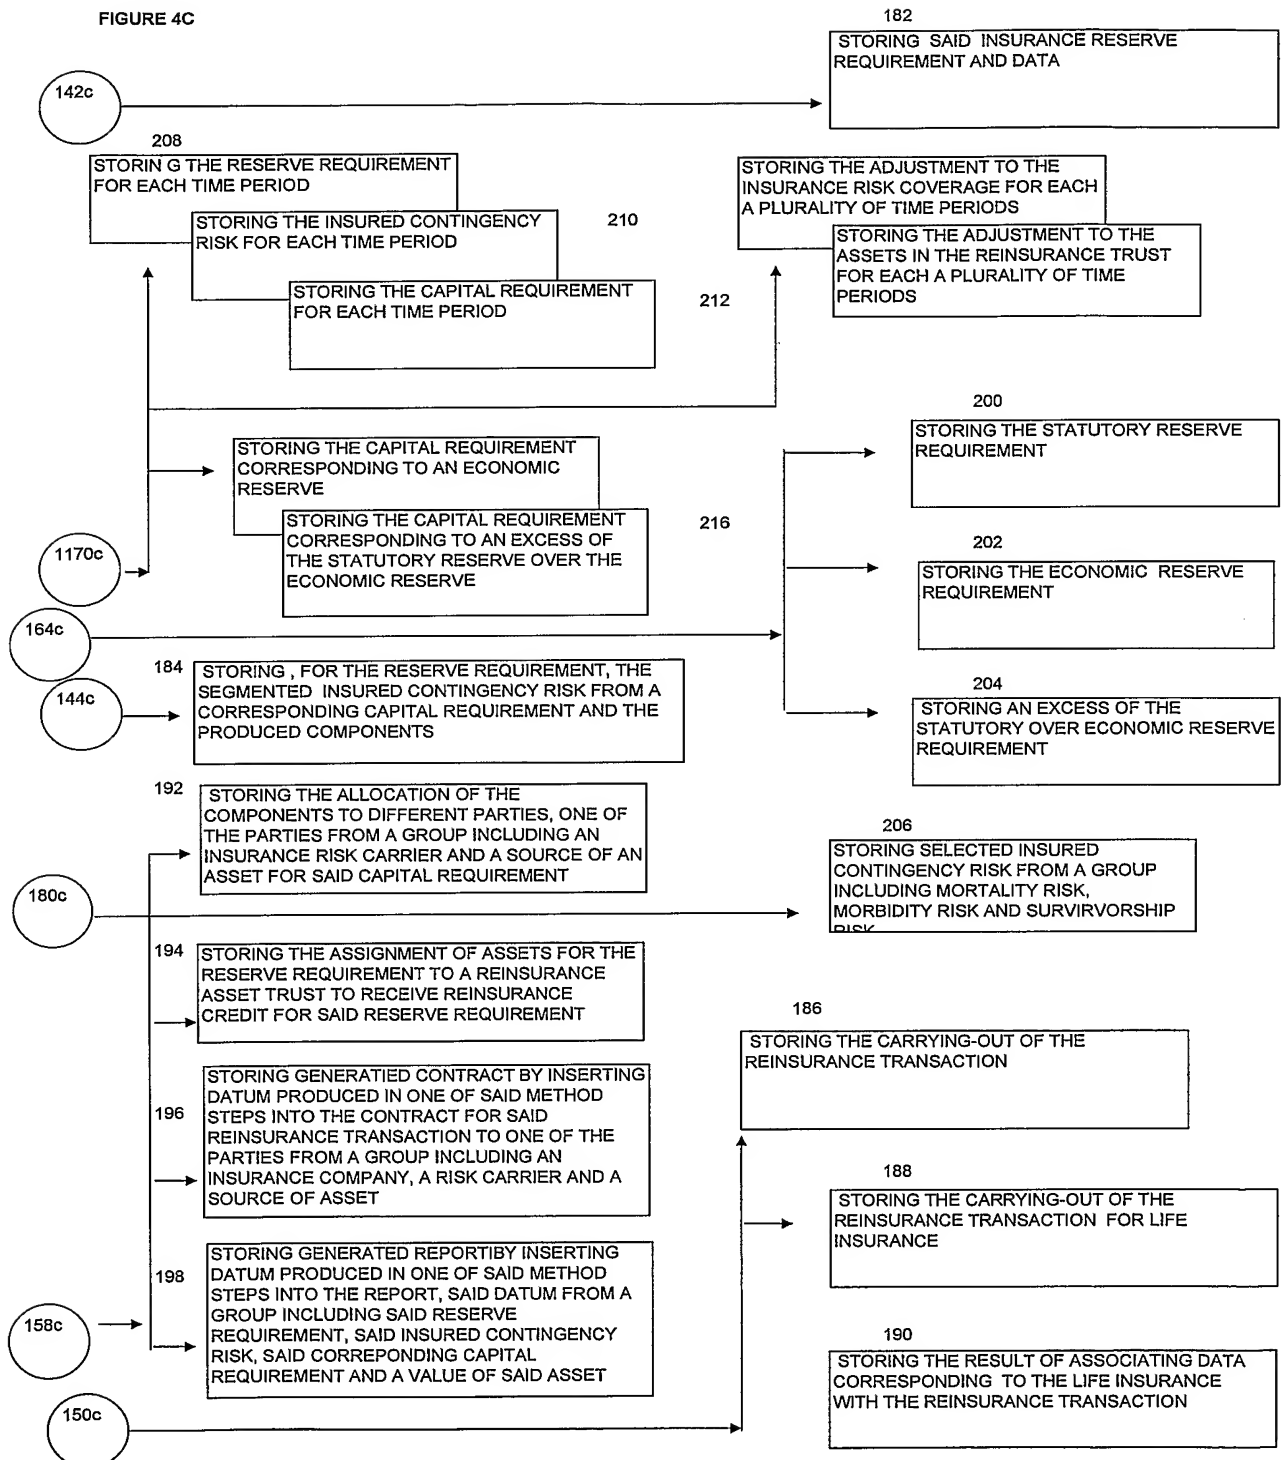 FIGURE 4C
182
STORING SAID INSURANCE RESERVE
REQUIREMENT AND DATA
142c
208
STORIN G THE RESERVE REQUIREMENT
FOR EACH TIME PERIOD
STORING THE INSURED CONTINGENCY
RISK FOR EACH TIME PERIOD
210
STORING THE CAPITAL REQUIREMENT
FOR EACH TIME PERIOD
STORING THE ADJUSTMENT TO THE
INSURANCE RISK COVERAGE FOR EACH
A PLURALITY OF TIME PERIODS
STORING THE ADJUSTMENT TO THE
ASSETS IN THE REINSURANCE TRUST
FOR EACH A PLURALITY OF TIME
PERIODS
212
STORING THE CAPITAL REQUIREMENT
CORRESPONDING TO AN ECONOMIC
RESERVE
STORING THE CAPITAL REQUIREMENT
CORRESPONDING TO AN EXCESS OF
THE STATUTORY RESERVE OVER THE
ECONOMIC RESERVE
216
1170c
200
STORING THE STATUTORY RESERVE
REQUIREMENT
202
STORING THE ECONOMIC RESERVE
REQUIREMENT
164c
204
STORING AN EXCESS OF THE
STATUTORY OVER ECONOMIC RESERVE
REQUIREMENT
144c
184
STORING , FOR THE RESERVE REQUIREMENT, THE
SEGMENTED INSURED CONTINGENCY RISK FROM A
CORRESPONDING CAPITAL REQUIREMENT AND THE
PRODUCED COMPONENTS
192
STORING THE ALLOCATION OF THE
COMPONENTS TO DIFFERENT PARTIES, ONE OF
THE PARTIES FROM A GROUP INCLUDING AN
INSURANCE RISK CARRIER AND A SOURCE OF AN
ASSET FOR SAID CAPITAL REQUIREMENT
180c
206
STORING SELECTED INSURED
CONTINGENCY RISK FROM A GROUP
INCLUDING MORTALITY RISK,
MORBIDITY RISK AND SURVIRVORSHIP
RISK
194
STORING THE ASSIGNMENT OF ASSETS FOR THE
RESERVE REQUIREMENT TO A REINSURANCE
ASSET TRUST TO RECEIVE REINSURANCE
CREDIT FOR SAID RESERVE REQUIREMENT
196
STORING GENERATIED CONTRACT BY INSERTING
DATUM PRODUCED IN ONE OF SAID METHOD
STEPS INTO THE CONTRACT FOR SAID
REINSURANCE TRANSACTION TO ONE OF THE
PARTIES FROM A GROUP INCLUDING AN
INSURANCE COMPANY, A RISK CARRIER AND A
SOURCE OF ASSET
198
STORING GENERATED REPORTIBY INSERTING
DATUM PRODUCED IN ONE OF SAID METHOD
STEPS INTO THE REPORT, SAID DATUM FROM A
GROUP INCLUDING SAID RESERVE
REQUIREMENT, SAID INSURED CONTINGENCY
RISK, SAID CORREPONDING CAPITAL
REQUIREMENT AND A VALUE OF SAID ASSET
158c
150c
186
STORING THE CARRYING-OUT OF THE
REINSURANCE TRANSACTION
188
STORING THE CARRYING-OUT OF THE
REINSURANCE TRANSACTION FOR LIFE
INSURANCE
190
STORING THE RESULT OF ASSOCIATING DATA
CORRESPONDING TO THE LIFE INSURANCE
WITH THE REINSURANCE TRANSACTION